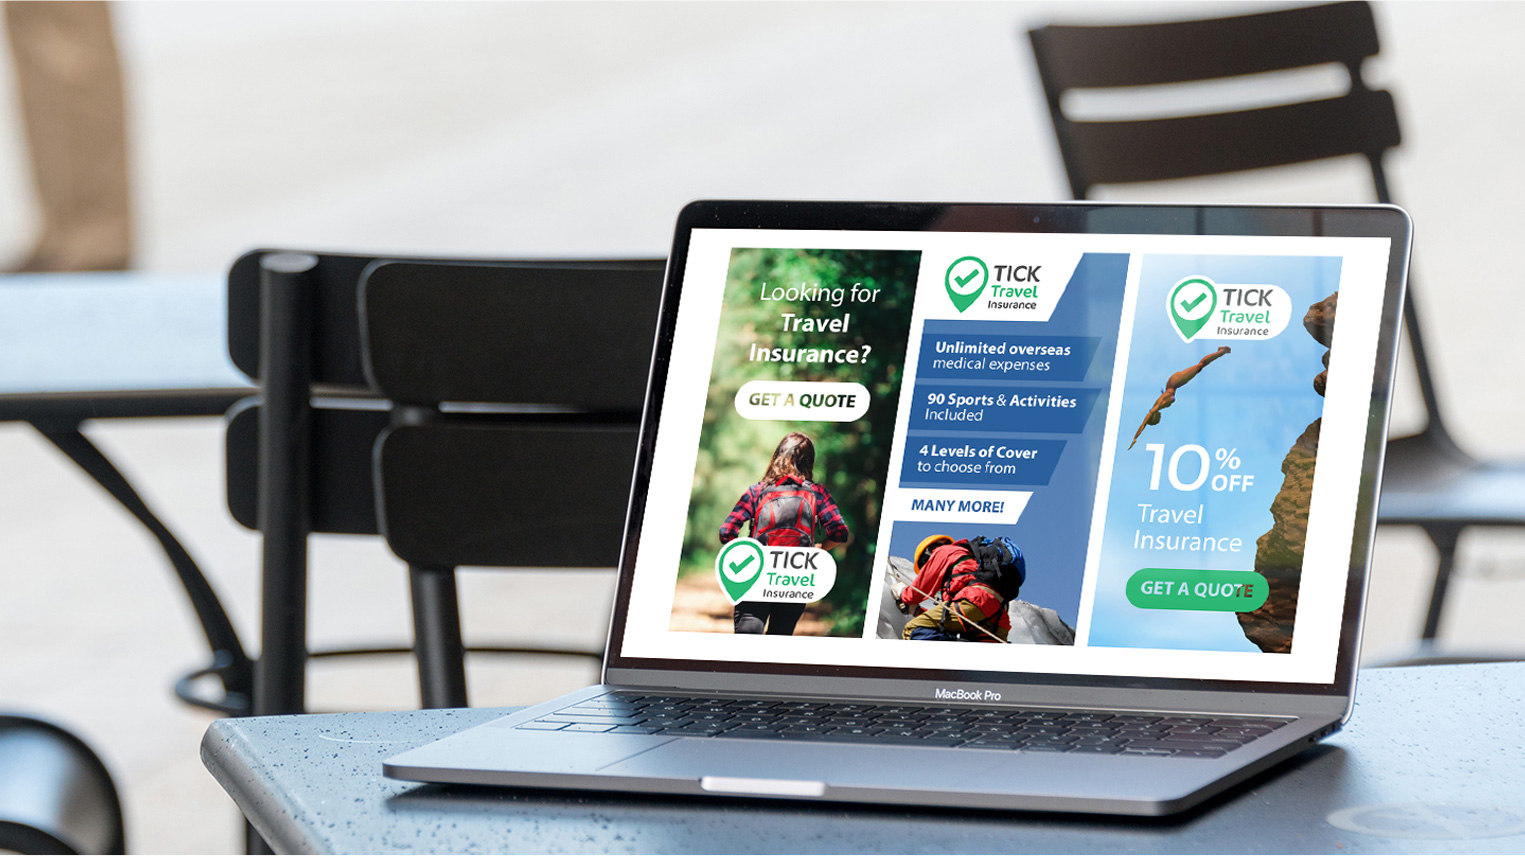 Looking for
Travel
Insurance?
GET A QUOTE
TICK
Travel
Insurance
TICK
Travel
Insurance
Unlimited overseas
medical expenses
90 Sports & Activities
Included
4 Levels of Cover
to choose from
MANY MORE!
TICK
Travel
Insurance
10%
OFF
Travel
Insurance
GET A QUOTE
MacBook Pro